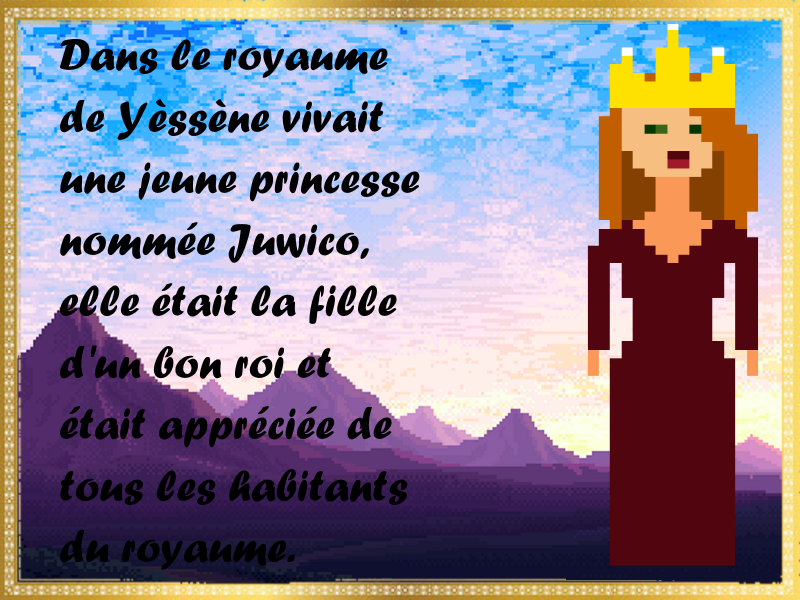 Dans le royaume
de Yèssène vivait
une jeune princesse
nommée Juwico,
elle était la fille
d'un bon roi et
était appréciée de
tous les habitants
du royaume.